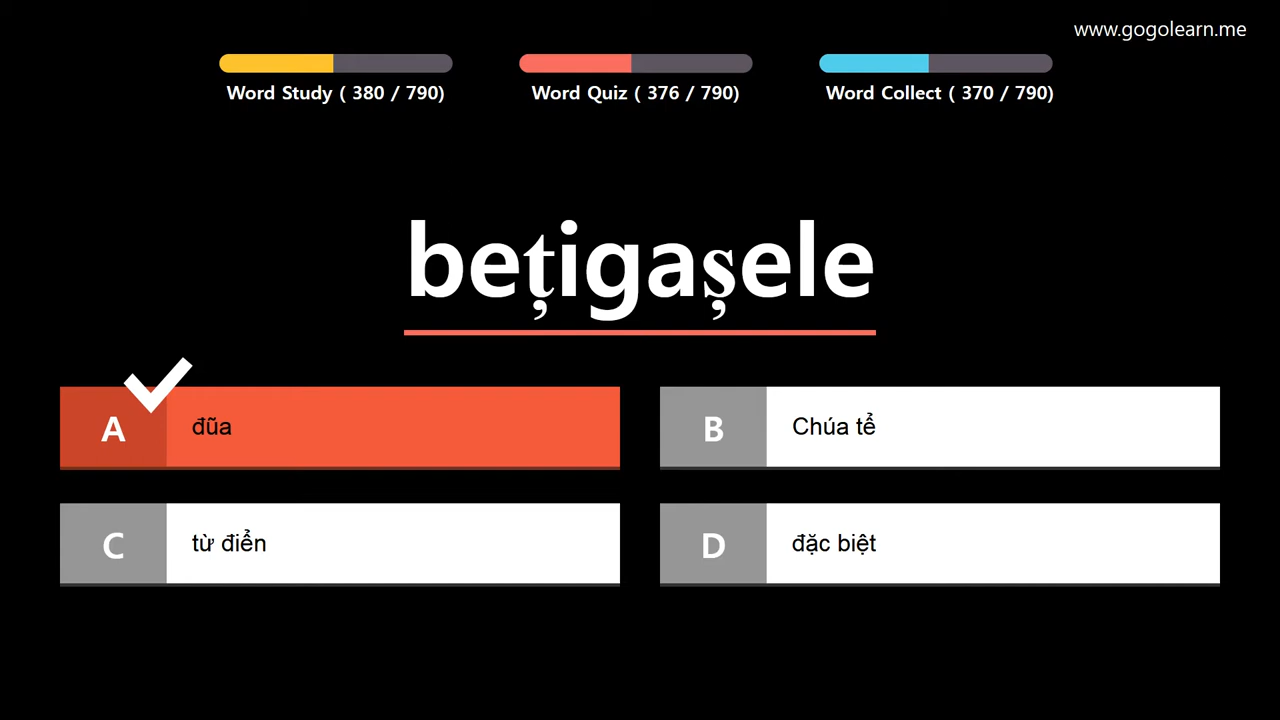 www.gogolearn.me
Word Study ( 380 / 790) Word Quiz ( 376 / 790) Word Collect ( 370 / 790)
bețigașele
A đũa
B Chúa tể
C từ điển
D đặc biệt